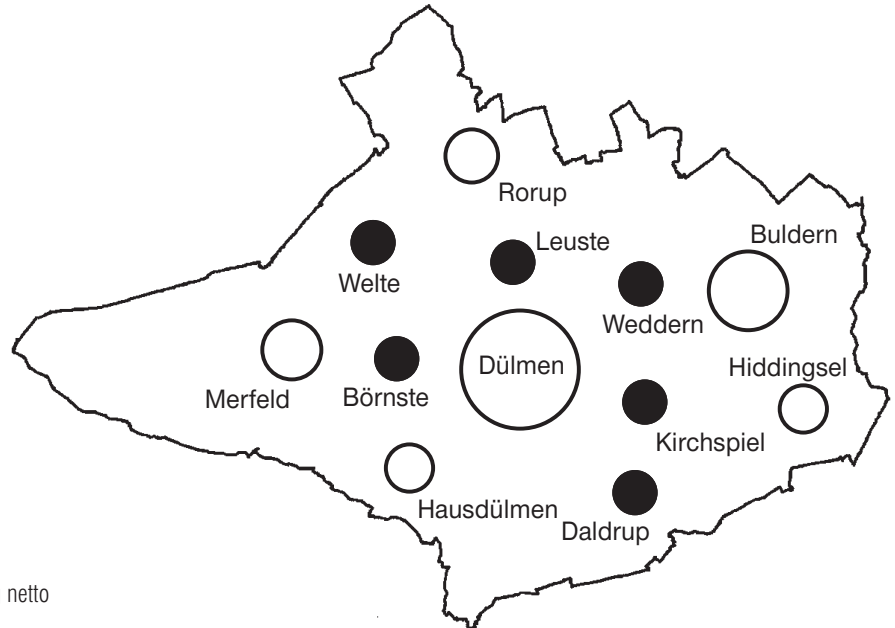 Rorup
Leuste
Buldern
Welte
Weddern
Dülmen
Hiddingsel
Merfeld
Börnste
Kirchspiel
Hausdülmen
Daldrup
netto